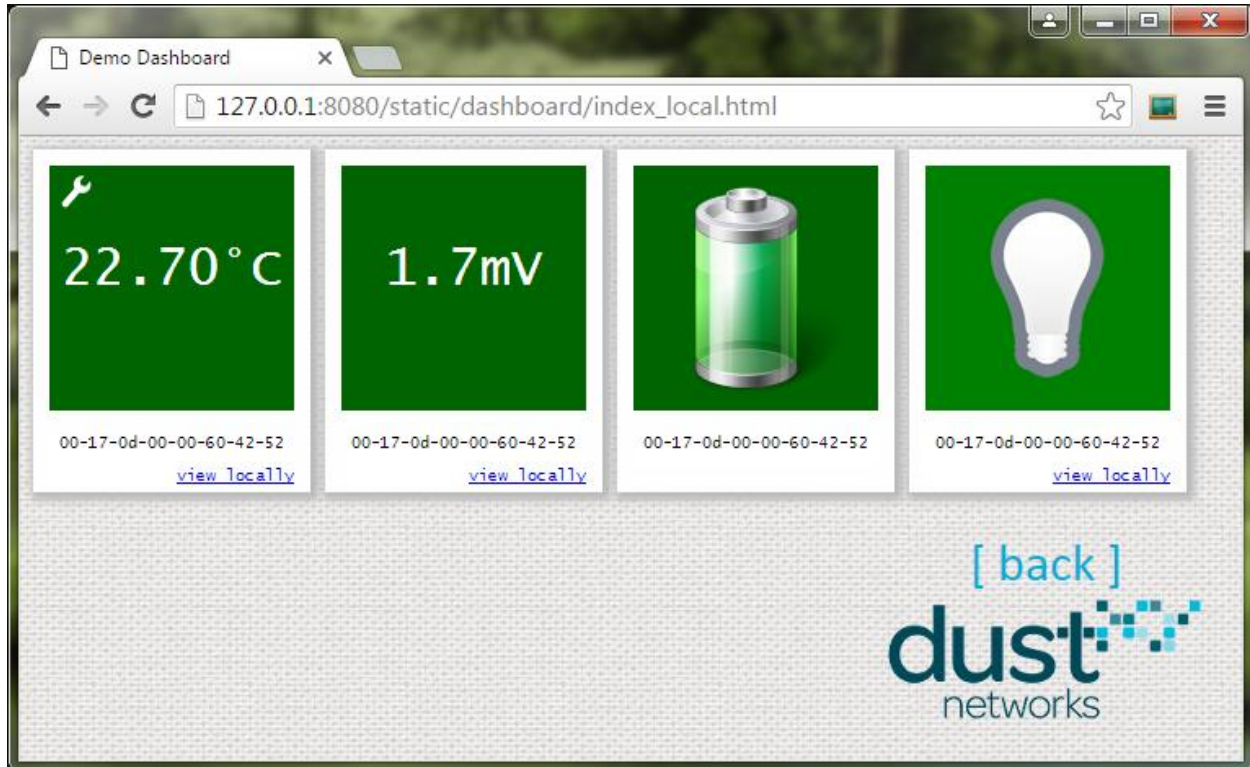 Demo Dashboard
127.0.0.1:8080/static/dashboard/index_local.html
22.70°C
1.7mV
00-17-0d-00-00-60-42-52
00-17-0d-00-00-60-42-52
00-17-0d-00-00-60-42-52
00-17-0d-00-00-60-42-52
view locally
view locally
view locally
[ back ]
dust
networks